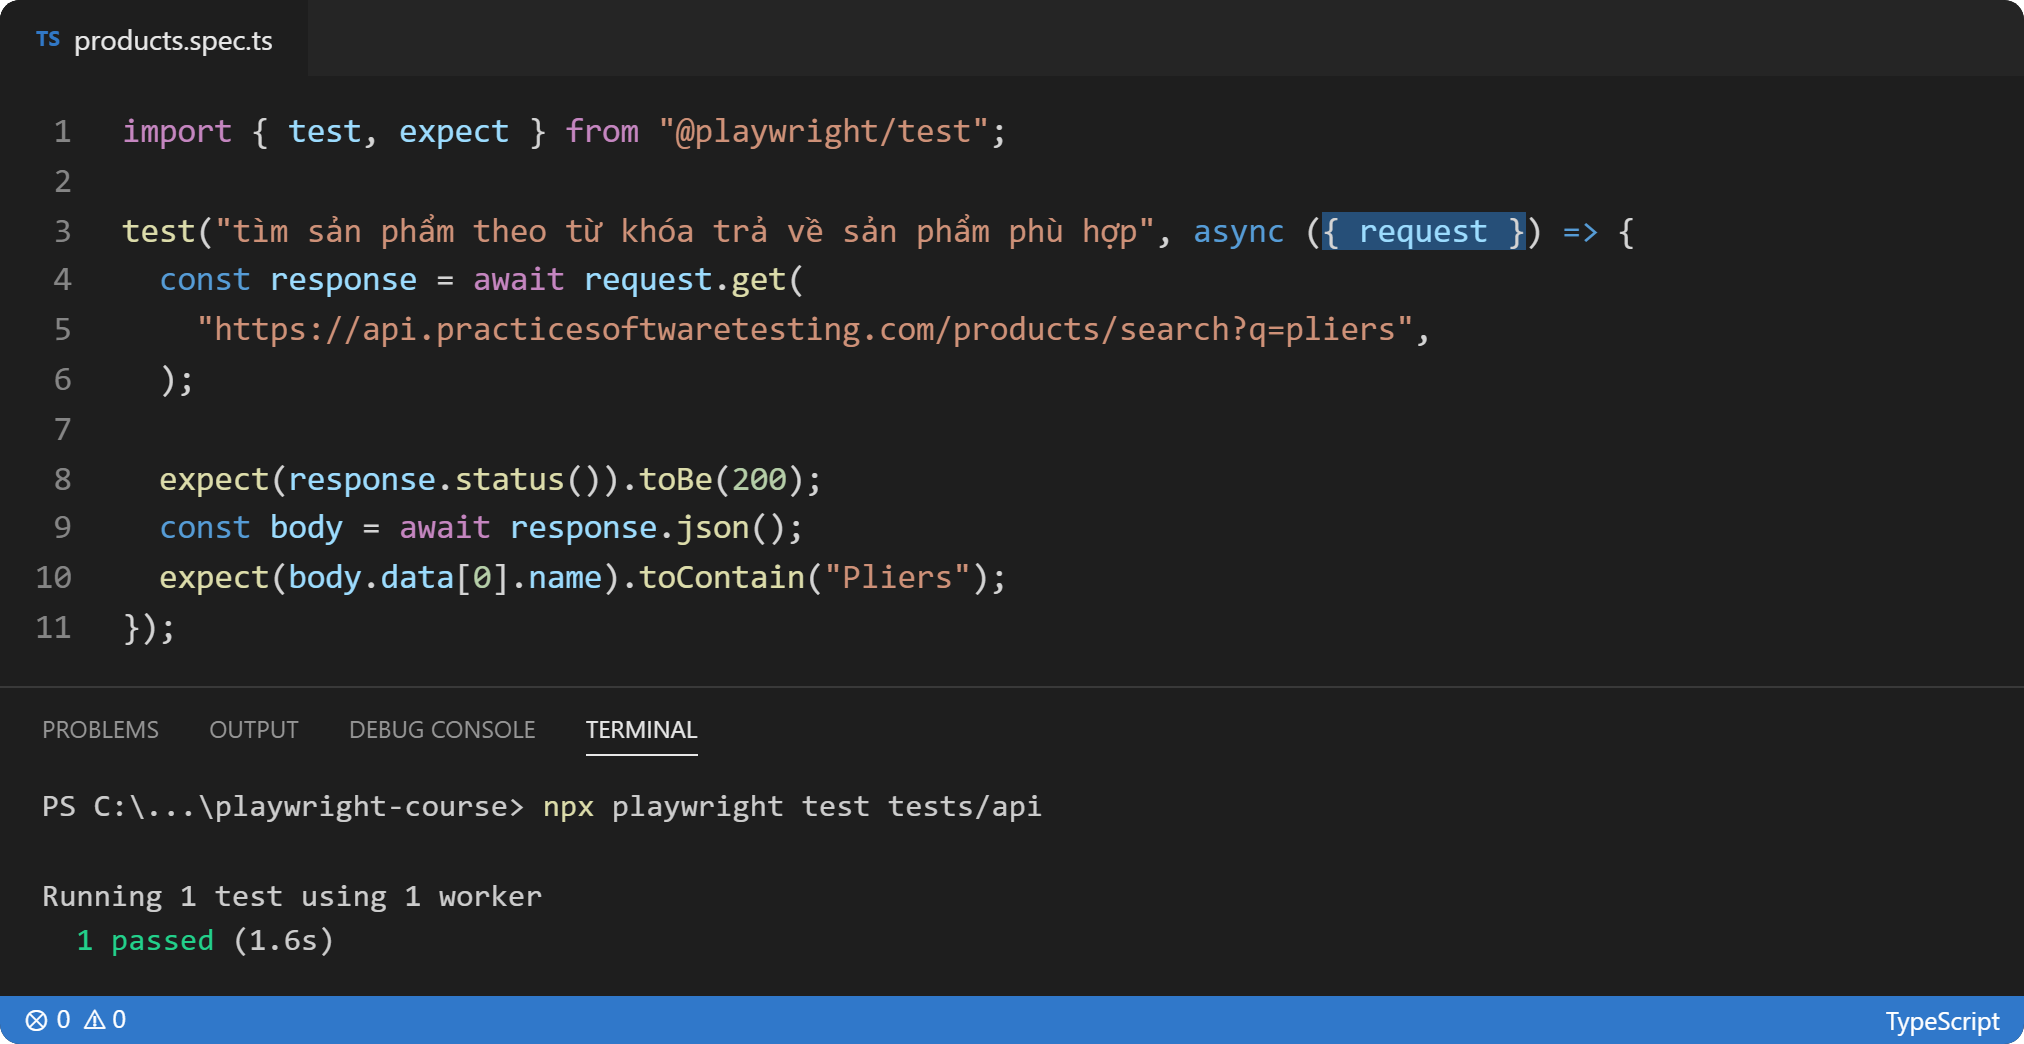 TS products.spec.ts
1 import { test, expect } from "@playwright/test";
2
3 test("tìm sản phẩm theo từ khóa trả về sản phẩm phù hợp", async ({ request }) => {
4   const response = await request.get(
5     "https://api.practicesoftwaretesting.com/products/search?q=pliers",
6   );
7
8   expect(response.status()).toBe(200);
9   const body = await response.json();
10   expect(body.data[0].name).toContain("Pliers");
11 });
PROBLEMS OUTPUT DEBUG CONSOLE TERMINAL
PS C:\...\playwright-course> npx playwright test tests/api
Running 1 test using 1 worker
  1 passed (1.6s)
0 0 TypeScript